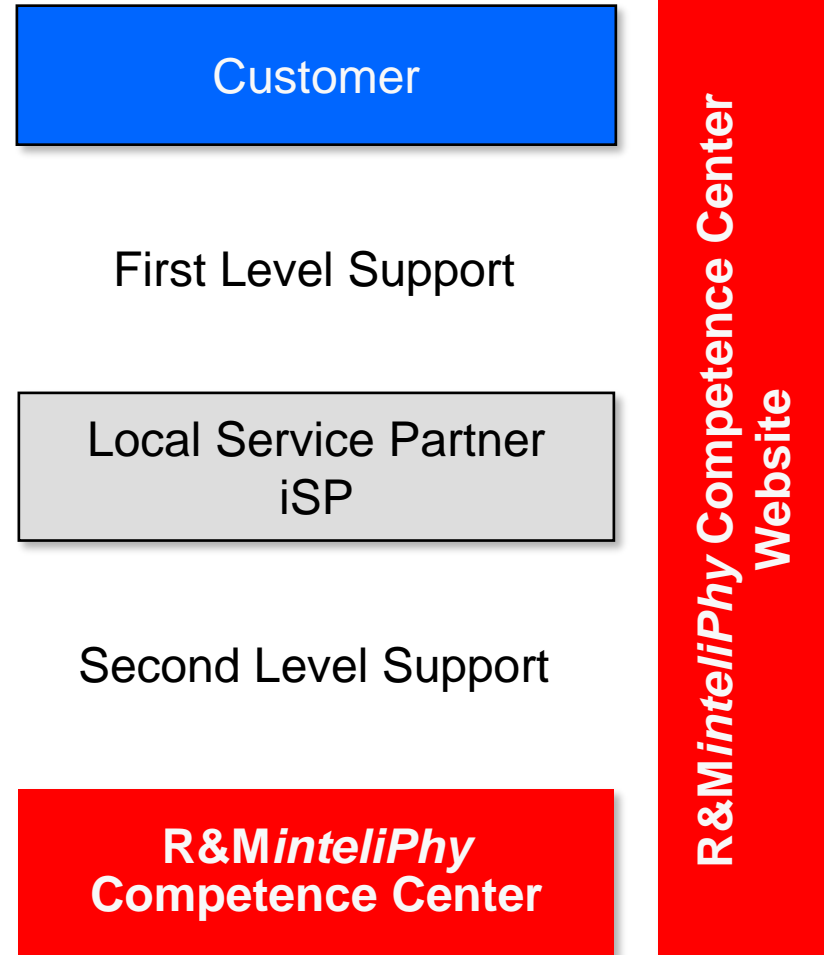 Customer
First Level Support
Local Service Partner
iSP
Second Level Support
R&MinteliPhy
Competence Center
R&MinteliPhy Competence Center
Website